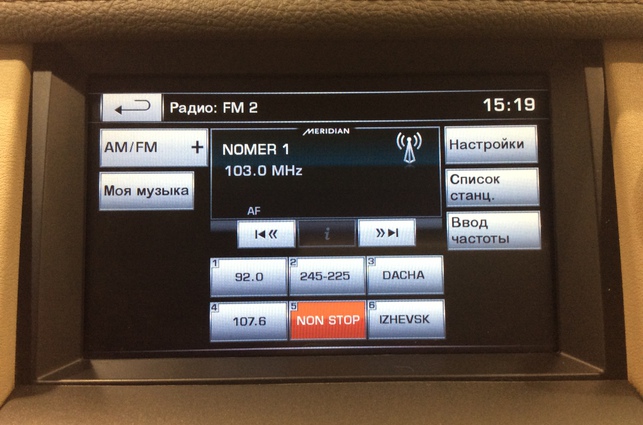 Радио: FM 2
15:19
AM/FM +
Моя музыка
MERIDIAN
NOMER 1
103.0 MHz
AF
i
Настройки
Список
станц.
Ввод
частоты
1 92.0
2 245-225
3 DACHA
4 107.6
5 NON STOP
6 IZHEVSK